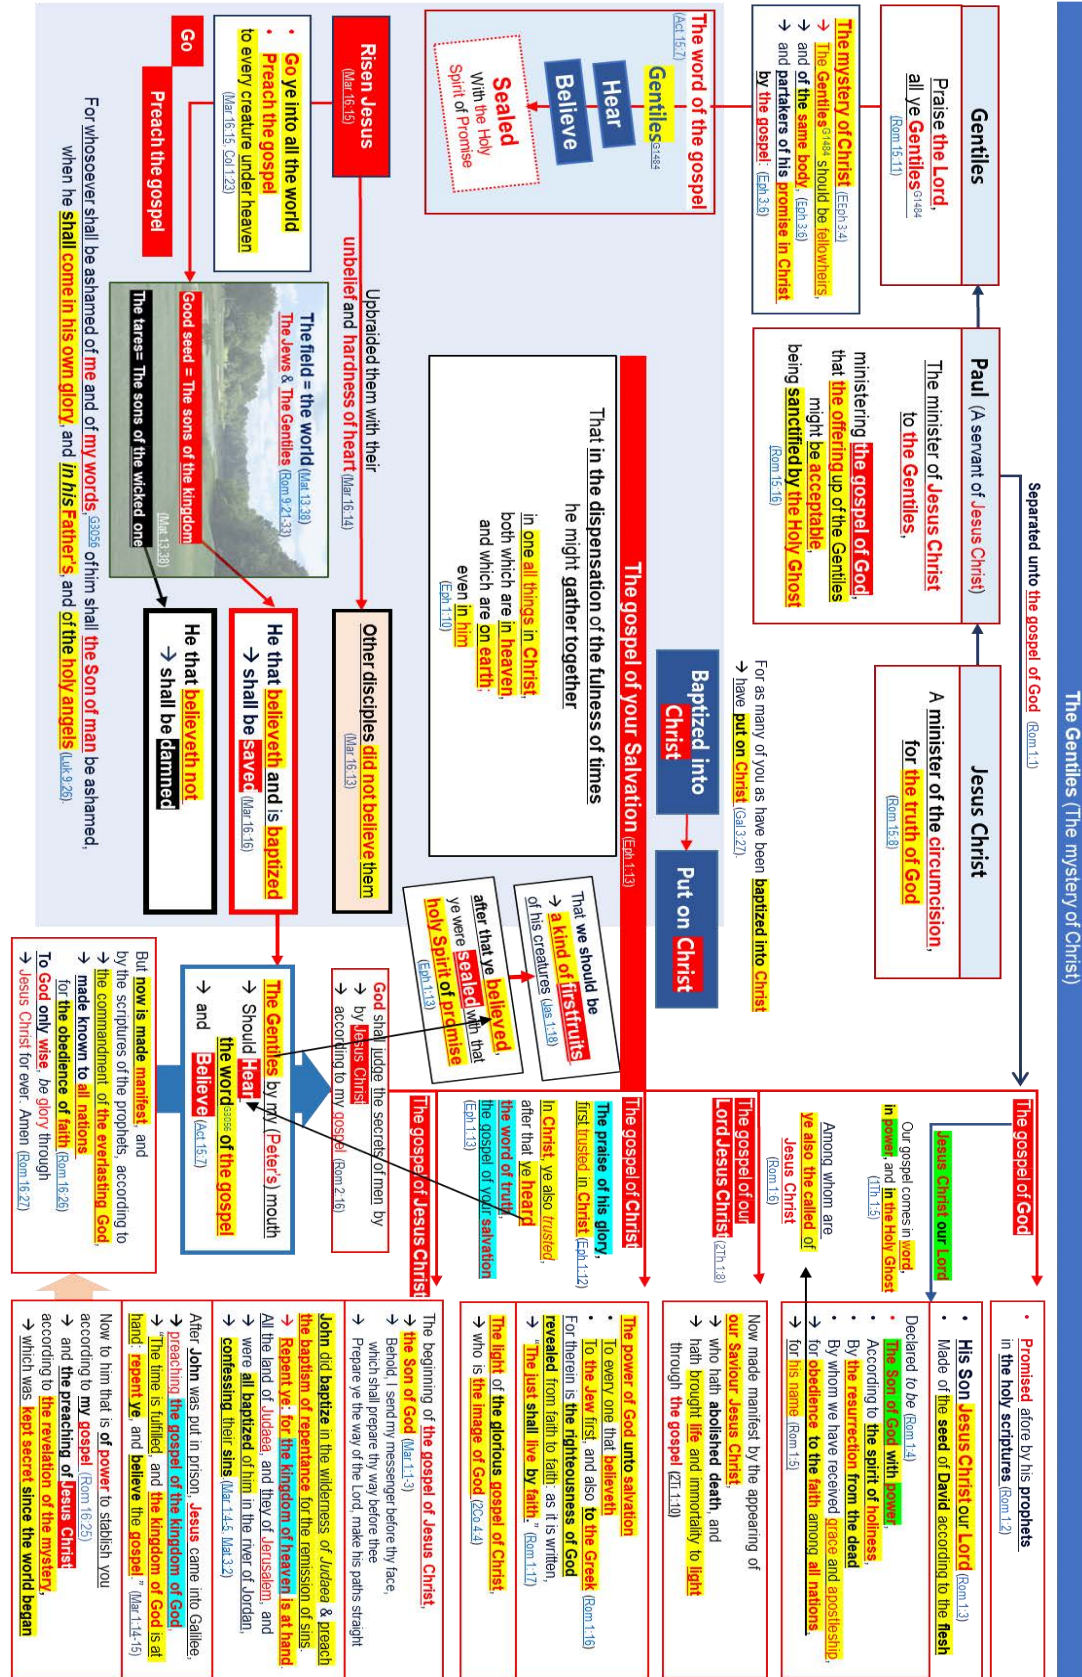 The Gentiles (The mystery of Christ)
Gentiles
Praise the Lord,
all ye Gentiles G1484
(Rom 15:11)
Paul (A servant of Jesus Christ)
The minister of Jesus Christ
to the Gentiles,
ministering the gospel of God,
that the offering up of the Gentiles
might be acceptable,
being sanctified by the Holy Ghost
(Rom 15:16)
Separated unto the gospel of God (Rom 1:1)
Jesus Christ
A minister of the circumcision,
for the truth of God
(Rom 15:8)
The mystery of Christ (EEph 3:4)
→ The Gentiles G1484 should be fellowheirs,
→ and of the same body, (Eph 3:6)
→ and partakers of his promise in Christ
by the gospel: (Eph 3:6)
The word of the gospel
(Act 15:7)
Gentiles G1484
Hear
Believe
Sealed
With the Holy
Spirit of Promise
For as many of you as have been baptized into Christ
→ have put on Christ (Gal 3:27).
Baptized into
Christ
Put on Christ
The gospel of your Salvation (Eph 1:13)
That in the dispensation of the fulness of times
he might gather together
in one all things in Christ,
both which are in heaven,
and which are on earth;
even in him
(Eph 1:10)
Risen Jesus
(Mar 16:15)
Upbraided them with their
unbelief and hardness of heart (Mar 16:14)
Other disciples did not believe them
(Mar 16:13)
• Go ye into all the world
• Preach the gospel
to every creature under heaven
(Mar 16:15, Col 1:23)
Go
Preach the gospel
The field = the world (Mat 13:38)
The Jews & The Gentiles (Rom 9:21-33)
Good seed = The sons of the kingdom
The tares= The sons of the wicked one
(Mat 13:38)
He that believeth and is baptized
→ shall be saved (Mar 16:16)
He that believeth not
→ shall be damned
For whosoever shall be ashamed of me and of my words, G3056 of him shall the Son of man be ashamed,
when he shall come in his own glory, and in his Father's, and of the holy angels (Luk 9:26).
That we should be
→ a kind of firstfruits
of his creatures (Jas 1:18)
after that ye believed,
ye were sealed with that
holy Spirit of promise
(Eph 1:13)
God shall judge the secrets of men by
→ by Jesus Christ
→ according to my gospel (Rom 2:16)
The Gentiles by my (Peter's) mouth
→ Should Hear
the word G3056 of the gospel
→ and Believe (Act 15:7)
But now is made manifest, and
by the scriptures of the prophets, according to
→ the commandment of the everlasting God,
→ made known to all nations
for the obedience of faith (Rom 16:26)
To God only wise, be glory through
→ Jesus Christ for ever. Amen (Rom 16:27)
The gospel of God
Jesus Christ our Lord
Our gospel comes in word,
in power, and in the Holy Ghost
(1Th 1:5)
Among whom are
ye also the called of
Jesus Christ
(Rom 1:6)
The gospel of our
Lord Jesus Christ (2Th 1:8)
The gospel of Christ
The praise of his glory,
first trusted in Christ (Eph 1:12)
In Christ, ye also trusted,
after that ye heard
the word of truth,
the gospel of your salvation
(Eph 1:13)
The gospel of Jesus Christ
• Promised afore by his prophets
in the holy scriptures (Rom 1:2)
• His Son Jesus Christ our Lord (Rom 1:3)
• Made of the seed of David according to the flesh
Declared to be (Rom 1:4)
• The Son of God with power,
• According to the spirit of holiness,
• By the resurrection from the dead
• By whom we have received grace and apostleship,
→ for obedience to the faith among all nations,
→ for his name (Rom 1:5)
Now made manifest by the appearing of
our Saviour Jesus Christ,
→ who hath abolished death, and
→ hath brought life and immortality to light
through the gospel (2Ti 1:10)
The power of God unto salvation
• To every one that believeth
• To the Jew first, and also to the Greek (Rom 1:16)
For therein is the righteousness of God
revealed from faith to faith: as it is written,
→ "The just shall live by faith." (Rom 1:17)
The light of the glorious gospel of Christ,
→ who is the image of God (2Co 4:4)
The beginning of the gospel of Jesus Christ,
→ the Son of God (Mar 1:1-3)
→ Behold, I send my messenger before thy face,
which shall prepare thy way before thee
→ Prepare ye the way of the Lord, make his paths straight
John did baptize in the wilderness of Judaea & preach
the baptism of repentance for the remission of sins.
→ Repent ye: for the kingdom of heaven is at hand.
All the land of Judaea, and they of Jerusalem, and
→ were all baptized of him in the river of Jordan,
→ confessing their sins (Mar 1:4-5, Mat 3:2)
After John was put in prison, Jesus came into Galilee,
→ preaching the gospel of the kingdom of God,
→ "The time is fulfilled, and the kingdom of God is at
hand: repent ye, and believe the gospel." (Mar 1:14-15)
Now to him that is of power to stablish you
according to my gospel (Rom 16:25)
→ and the preaching of Jesus Christ
according to the revelation of the mystery,
→ which was kept secret since the world began